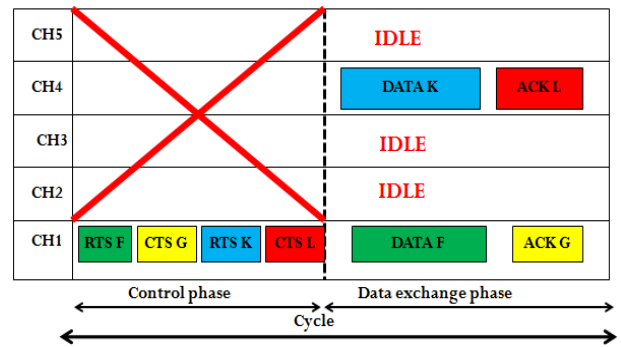 CH5
IDLE
CH4
DATA K
ACK L
CH3
IDLE
CH2
IDLE
CH1
RTS F
CTS G
RTS K
CTS L
DATA F
ACK G
Control phase
Data exchange phase
Cycle